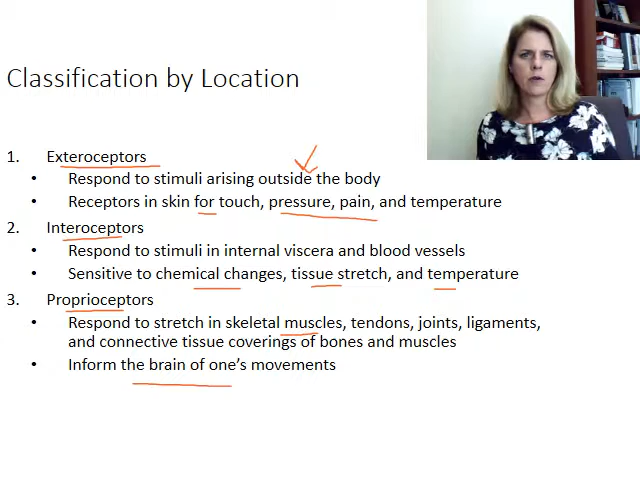 Classification by Location
1. Exteroceptors
• Respond to stimuli arising outside the body
• Receptors in skin for touch, pressure, pain, and temperature
2. Interoceptors
• Respond to stimuli in internal viscera and blood vessels
• Sensitive to chemical changes, tissue stretch, and temperature
3. Proprioceptors
• Respond to stretch in skeletal muscles, tendons, joints, ligaments,
and connective tissue coverings of bones and muscles
• Inform the brain of one’s movements